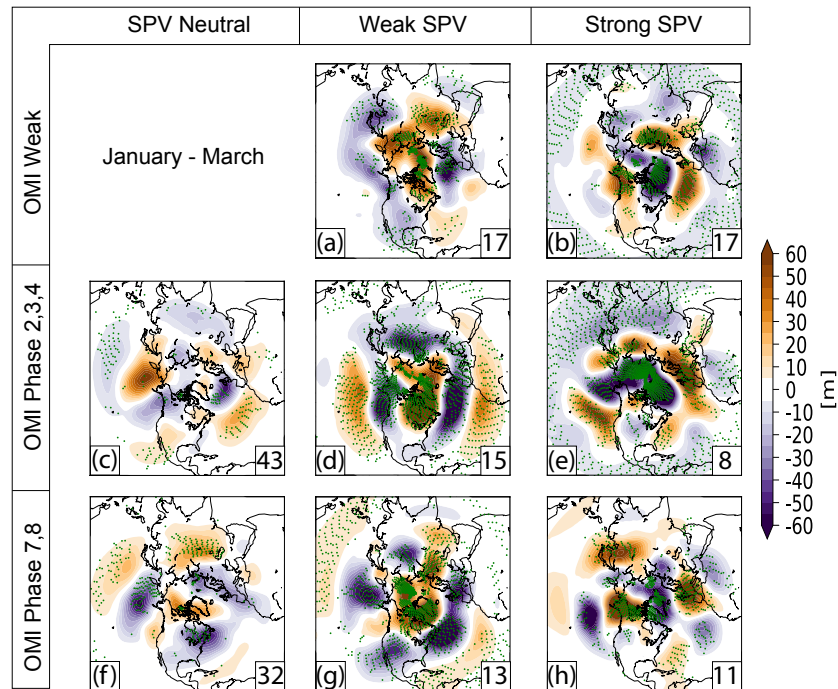 SPV Neutral Weak SPV Strong SPV
OMI Weak
January - March
(a) 17
(b) 17
OMI Phase 2,3,4
(c) 43
(d) 15
(e) 8
OMI Phase 7,8
(f) 32
(g) 13
(h) 11
60
50
40
30
20
10
0
-10
-20
-30
-40
-50
-60
[m]